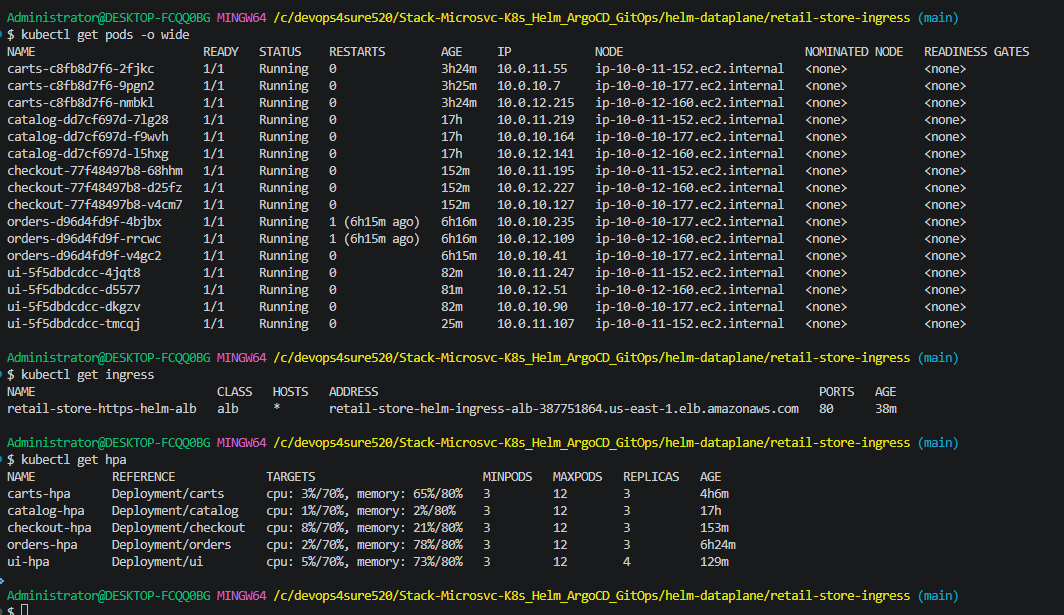 Administrator@DESKTOP-FCQQ0BG MINGW64 /c/devops4sure520/Stack-Microsvc-K8s_Helm_ArgoCD_GitOps/helm-dataplane/retail-store-ingress (main)
$ kubectl get pods -o wide
NAME READY STATUS RESTARTS AGE IP NODE NOMINATED NODE READINESS GATES
carts-c8fb8d7f6-2fjkc 1/1 Running 0 3h24m 10.0.11.55 ip-10-0-11-152.ec2.internal <none> <none>
carts-c8fb8d7f6-9pgn2 1/1 Running 0 3h25m 10.0.10.7 ip-10-0-10-177.ec2.internal <none> <none>
carts-c8fb8d7f6-nmbkl 1/1 Running 0 3h24m 10.0.12.215 ip-10-0-12-160.ec2.internal <none> <none>
catalog-dd7cf697d-7lg28 1/1 Running 0 17h 10.0.11.219 ip-10-0-11-152.ec2.internal <none> <none>
catalog-dd7cf697d-f9wvh 1/1 Running 0 17h 10.0.10.164 ip-10-0-10-177.ec2.internal <none> <none>
catalog-dd7cf697d-l5hxg 1/1 Running 0 17h 10.0.12.141 ip-10-0-12-160.ec2.internal <none> <none>
checkout-77f48497b8-68hhm 1/1 Running 0 152m 10.0.11.195 ip-10-0-11-152.ec2.internal <none> <none>
checkout-77f48497b8-d25fz 1/1 Running 0 152m 10.0.12.227 ip-10-0-12-160.ec2.internal <none> <none>
checkout-77f48497b8-v4cm7 1/1 Running 0 152m 10.0.10.127 ip-10-0-10-177.ec2.internal <none> <none>
orders-d96d4fd9f-4bjbx 1/1 Running 1 (6h15m ago) 6h16m 10.0.10.235 ip-10-0-10-177.ec2.internal <none> <none>
orders-d96d4fd9f-rrcwc 1/1 Running 1 (6h15m ago) 6h16m 10.0.12.109 ip-10-0-12-160.ec2.internal <none> <none>
orders-d96d4fd9f-v4gc2 1/1 Running 0 6h15m 10.0.10.41 ip-10-0-10-177.ec2.internal <none> <none>
ui-5f5dbdcdcc-4jqt8 1/1 Running 0 82m 10.0.11.247 ip-10-0-11-152.ec2.internal <none> <none>
ui-5f5dbdcdcc-d5577 1/1 Running 0 81m 10.0.12.51 ip-10-0-12-160.ec2.internal <none> <none>
ui-5f5dbdcdcc-dkgzv 1/1 Running 0 82m 10.0.10.90 ip-10-0-10-177.ec2.internal <none> <none>
ui-5f5dbdcdcc-tmcqj 1/1 Running 0 25m 10.0.11.107 ip-10-0-11-152.ec2.internal <none> <none>
Administrator@DESKTOP-FCQQ0BG MINGW64 /c/devops4sure520/Stack-Microsvc-K8s_Helm_ArgoCD_GitOps/helm-dataplane/retail-store-ingress (main)
$ kubectl get ingress
NAME CLASS HOSTS ADDRESS PORTS AGE
retail-store-https-helm-alb alb * retail-store-helm-ingress-alb-387751864.us-east-1.elb.amazonaws.com 80 38m
Administrator@DESKTOP-FCQQ0BG MINGW64 /c/devops4sure520/Stack-Microsvc-K8s_Helm_ArgoCD_GitOps/helm-dataplane/retail-store-ingress (main)
$ kubectl get hpa
NAME REFERENCE TARGETS MINPODS MAXPODS REPLICAS AGE
carts-hpa Deployment/carts cpu: 3%/70%, memory: 65%/80% 3 12 3 4h6m
catalog-hpa Deployment/catalog cpu: 1%/70%, memory: 2%/80% 3 12 3 17h
checkout-hpa Deployment/checkout cpu: 8%/70%, memory: 21%/80% 3 12 3 153m
orders-hpa Deployment/orders cpu: 2%/70%, memory: 78%/80% 3 12 3 6h24m
ui-hpa Deployment/ui cpu: 5%/70%, memory: 73%/80% 3 12 4 129m
Administrator@DESKTOP-FCQQ0BG MINGW64 /c/devops4sure520/Stack-Microsvc-K8s_Helm_ArgoCD_GitOps/helm-dataplane/retail-store-ingress (main)
$